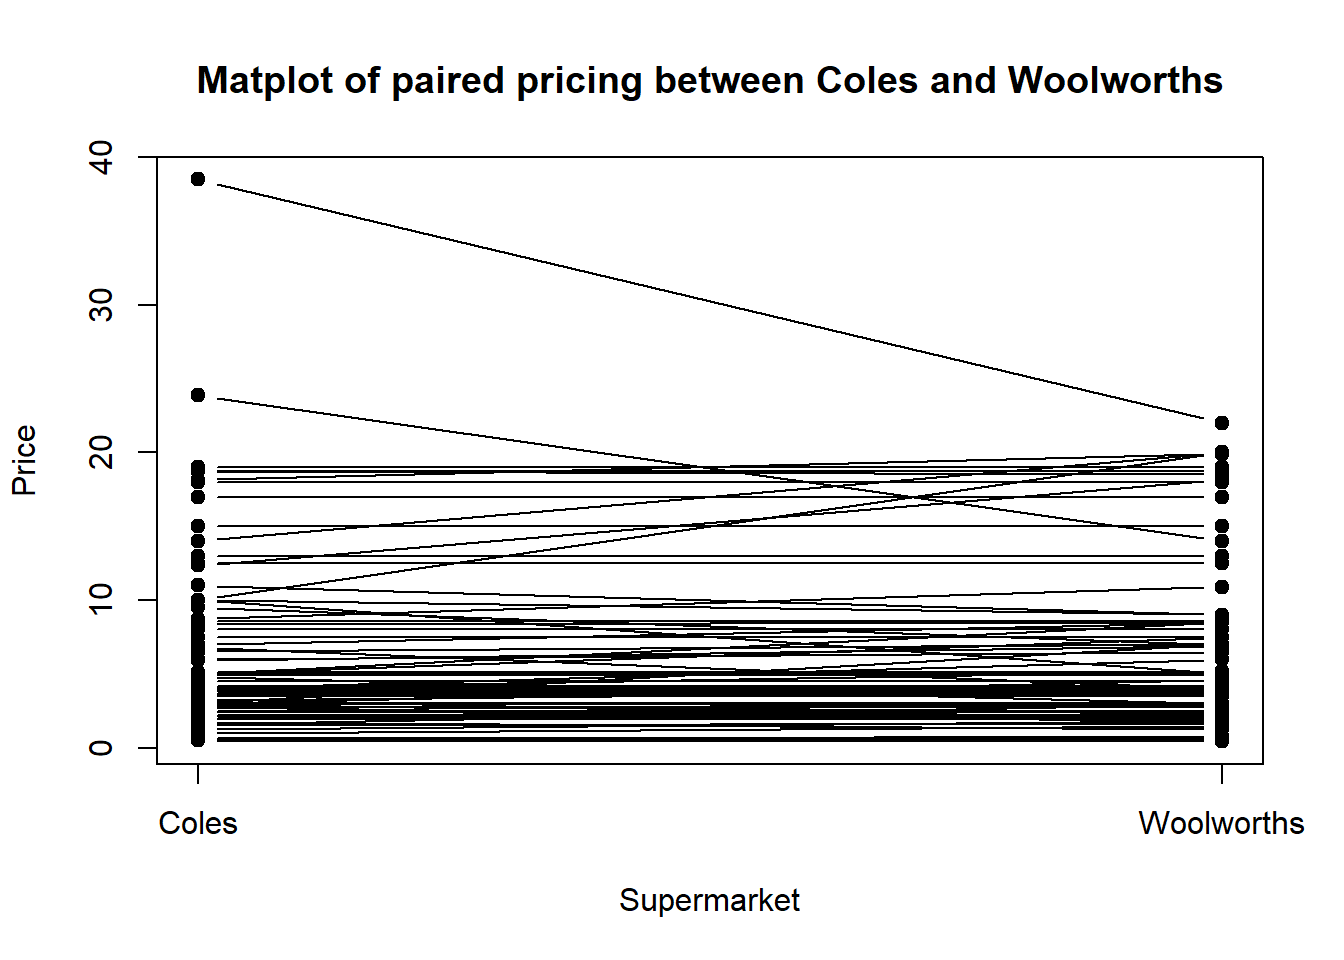 Matplot of paired pricing between Coles and Woolworths
40
30
20
10
0
Price
Coles
Woolworths
Supermarket